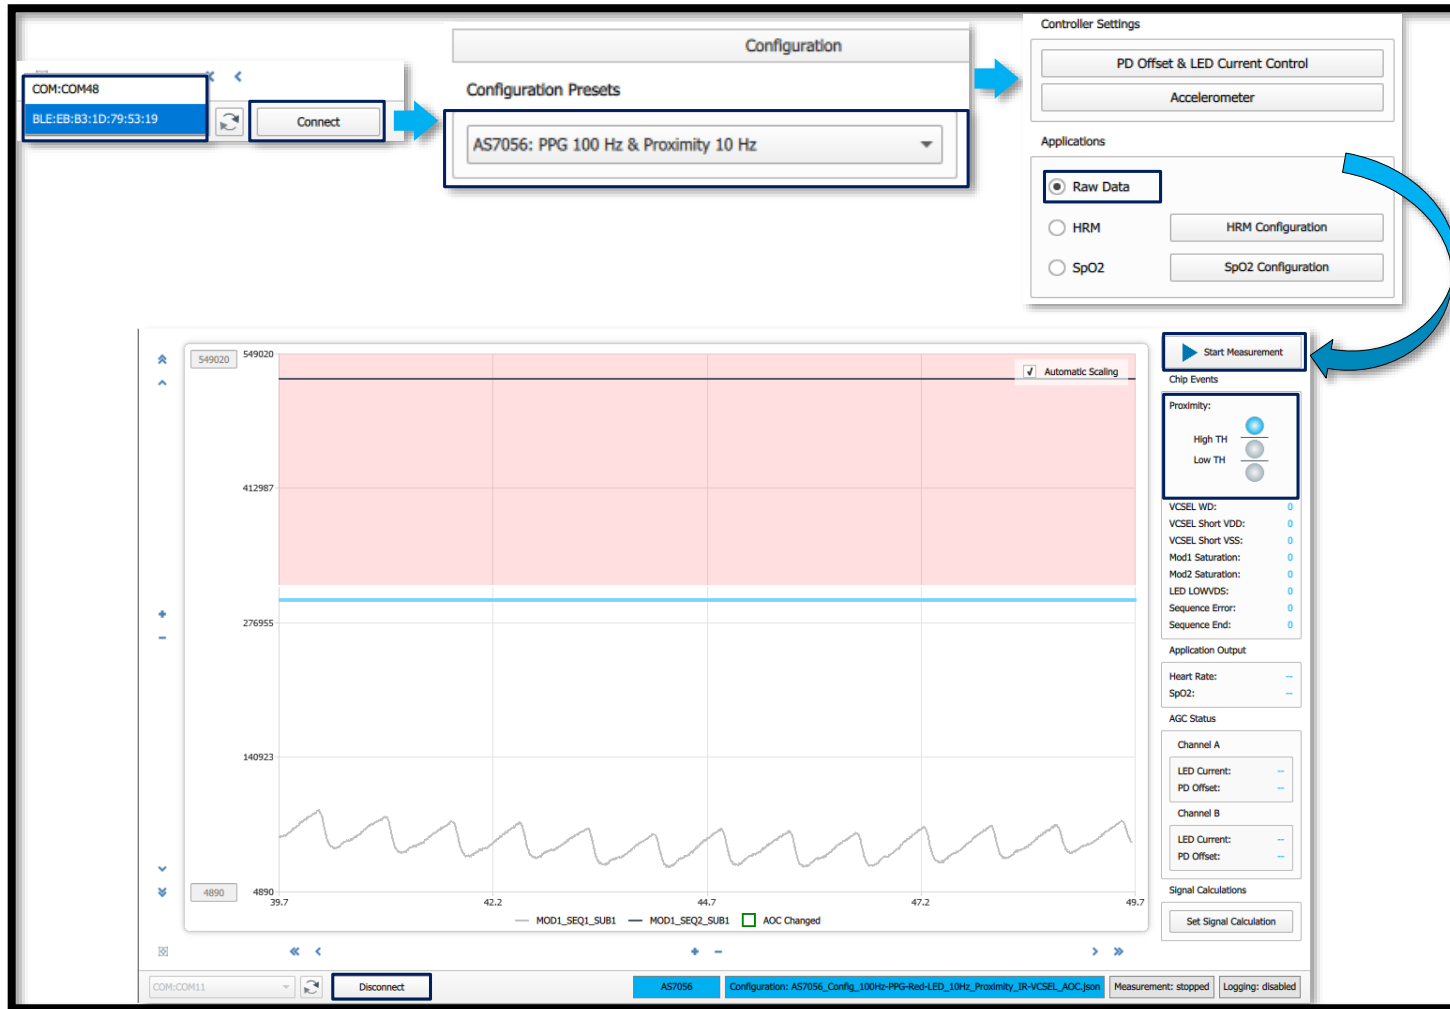 COM:COM48
BLE:EB:B3:1D:79:53:19
Connect
Configuration
Configuration Presets
AS7056: PPG 100 Hz & Proximity 10 Hz
Controller Settings
PD Offset & LED Current Control
Accelerometer
Applications
Raw Data
HRM
HRM Configuration
SpO2
SpO2 Configuration
549020
549020
Automatic Scaling
412987
276955
140923
4890
4890
39.7
42.2
44.7
47.2
49.7
MOD1_SEQ1_SUB1
MOD1_SEQ2_SUB1
AOC Changed
Start Measurement
Chip Events
Proximity:
High TH
Low TH
VCSEL WD: 0
VCSEL Short VDD: 0
VCSEL Short VSS: 0
Mod1 Saturation: 0
Mod2 Saturation: 0
LED LOWVDS: 0
Sequence Error: 0
Sequence End: 0
Application Output
Heart Rate: --
SpO2: --
AGC Status
Channel A
LED Current: --
PD Offset: --
Channel B
LED Current: --
PD Offset: --
Signal Calculations
Set Signal Calculation
COM:COM11
Disconnect
AS7056
Configuration: AS7056_Config_100Hz-PPG-Red-LED_10Hz_Proximity_IR-VCSEL_AOC.json
Measurement: stopped
Logging: disabled